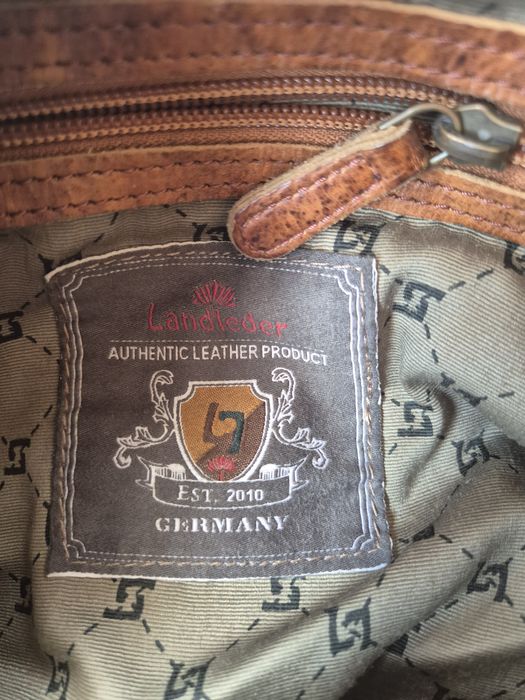 Landleder
AUTHENTIC LEATHER PRODUCT
EST. 2010
GERMANY